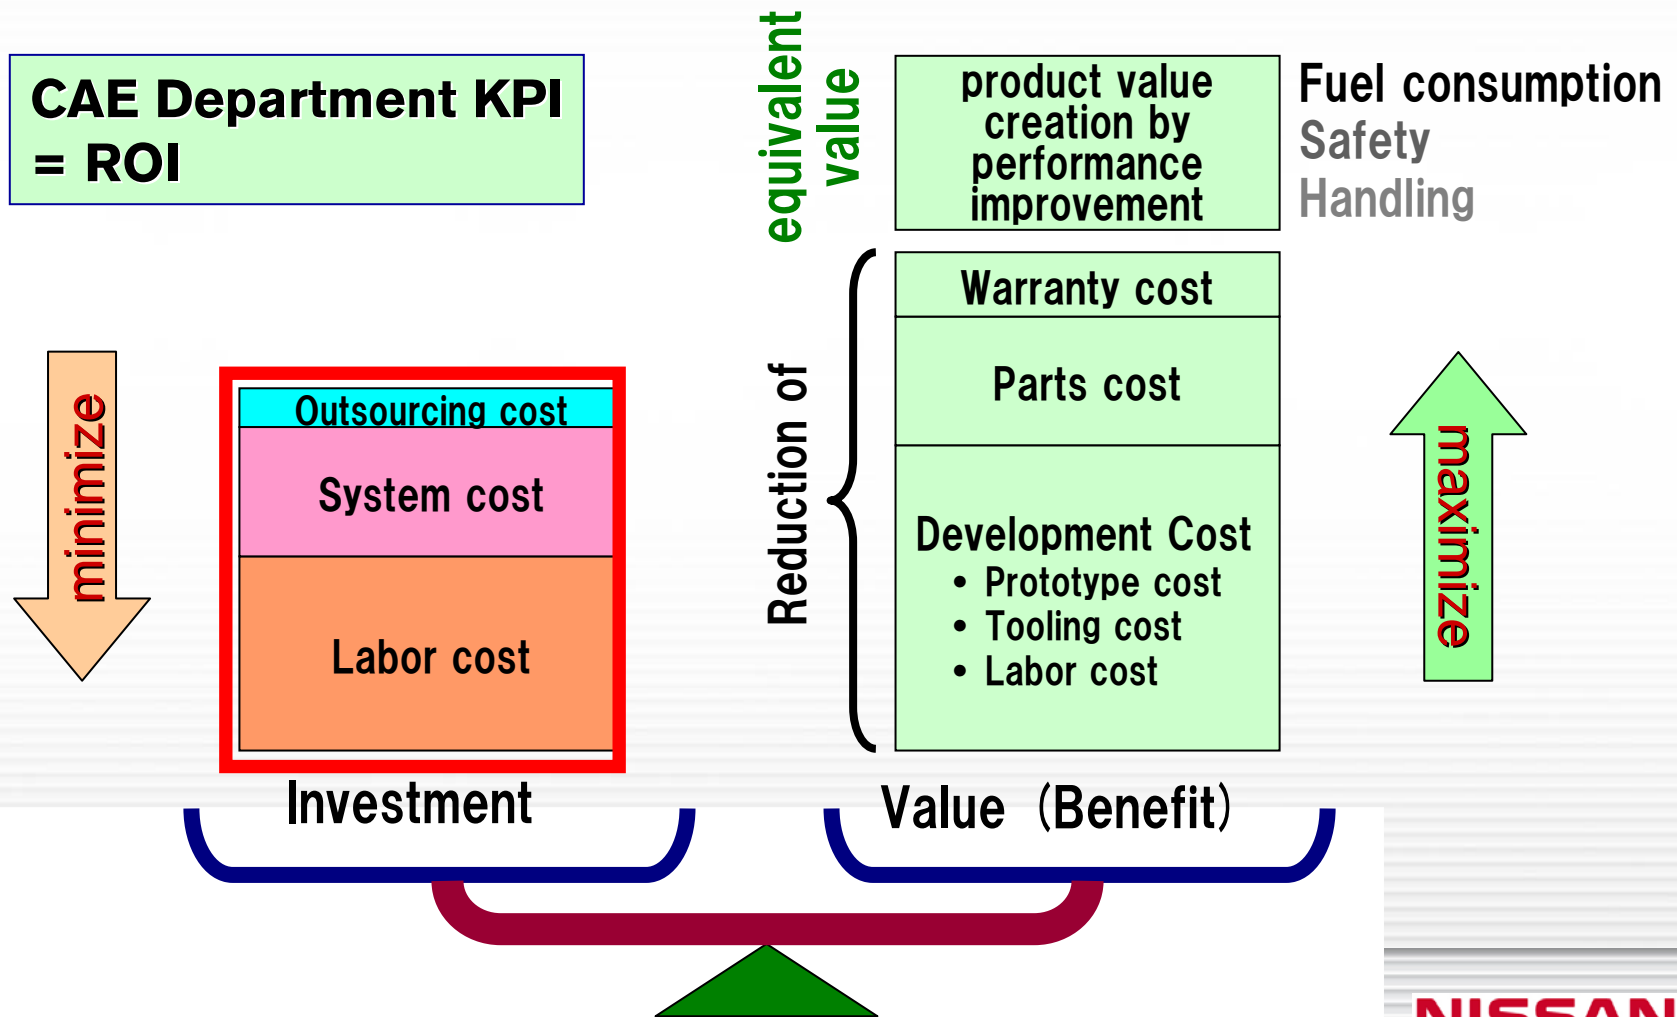 CAE Department KPI
= ROI
equivalent
value
product value
creation by
performance
improvement
Fuel consumption
Safety
Handling
minimize
Outsourcing cost
System cost
Labor cost
Investment
Reduction of
Warranty cost
Parts cost
Development Cost
• Prototype cost
• Tooling cost
• Labor cost
Value (Benefit)
maximize
NISSAN